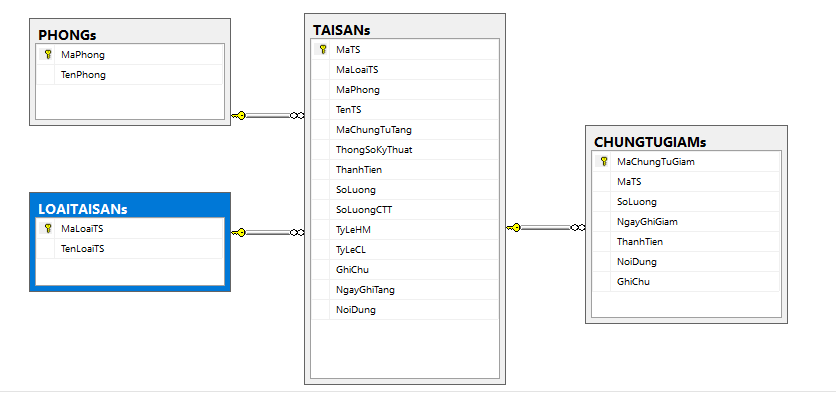 PHONGs
MaPhong
TenPhong
LOAITAISANs
MaLoaiTS
TenLoaiTS
TAISANs
MaTS
MaLoaiTS
MaPhong
TenTS
MaChungTuTang
ThongSoKyThuat
ThanhTien
SoLuong
SoLuongCTT
TyLeHM
TyLeCL
GhiChu
NgayGhiTang
NoiDung
CHUNGTUGIAMs
MaChungTuGiam
MaTS
SoLuong
NgayGhiGiam
ThanhTien
NoiDung
GhiChu